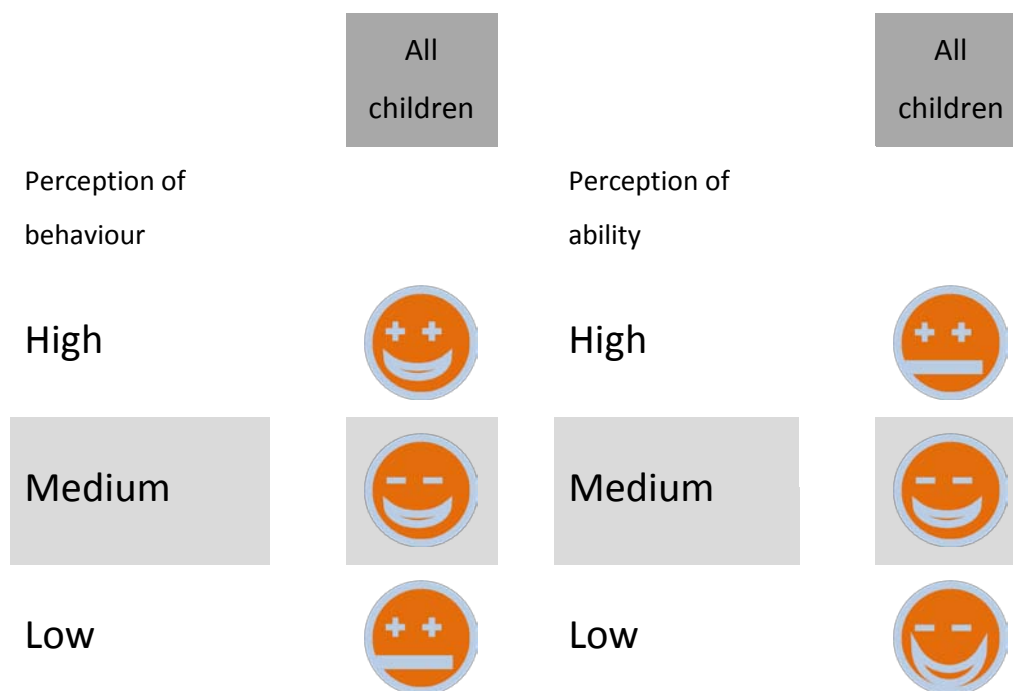 All
children
Perception of
behaviour
High
Medium
Low
All
children
Perception of
ability
High
Medium
Low